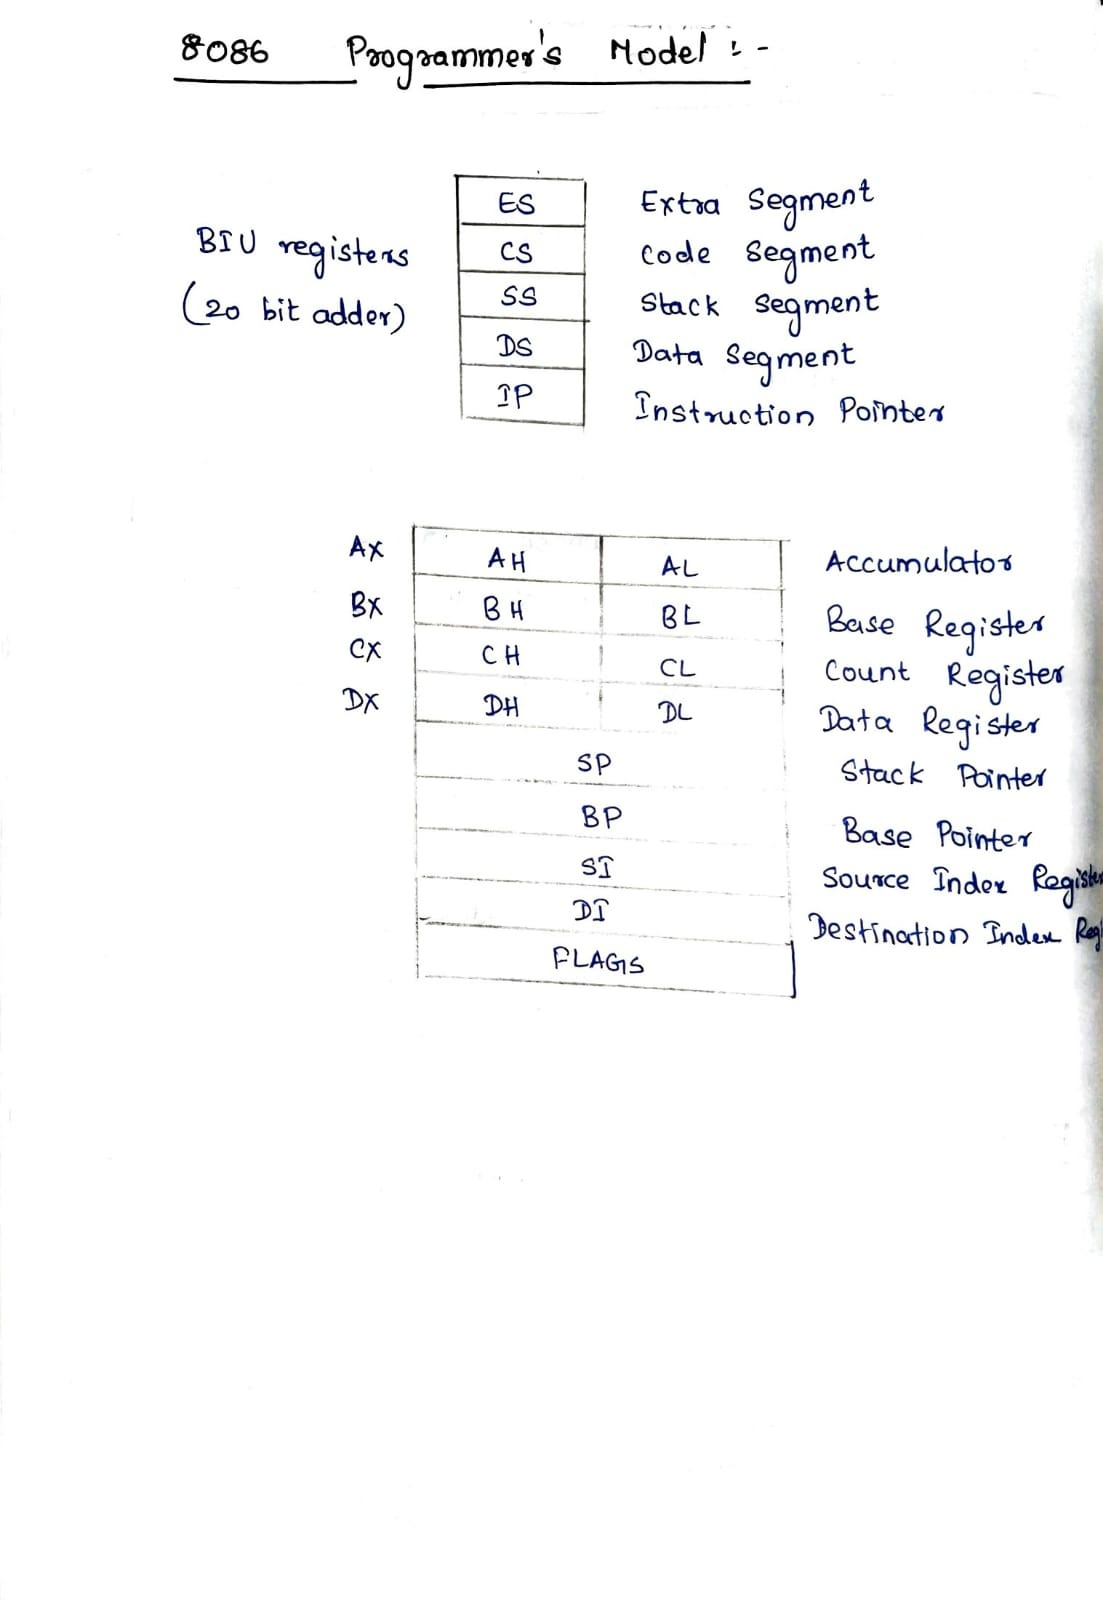 8086 Programmer's Model :-
ES Extra Segment
BIU registers CS Code Segment
(20 bit adder) SS Stack Segment
DS Data Segment
IP Instruction Pointer
AX AH AL Accumulator
BX BH BL Base Register
CX CH CL Count Register
DX DH DL Data Register
SP Stack Pointer
BP Base Pointer
SI Source Index Register
DI Destination Index Reg
FLAGS